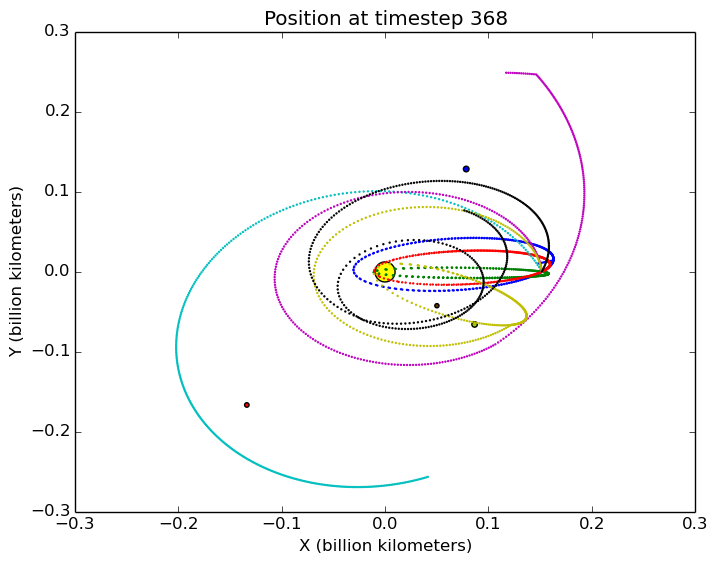 Position at timestep 368
0.3
0.2
0.1
0.0
−0.1
−0.2
−0.3
Y (billion kilometers)
−0.3 −0.2 −0.1 0.0 0.1 0.2 0.3
X (billion kilometers)